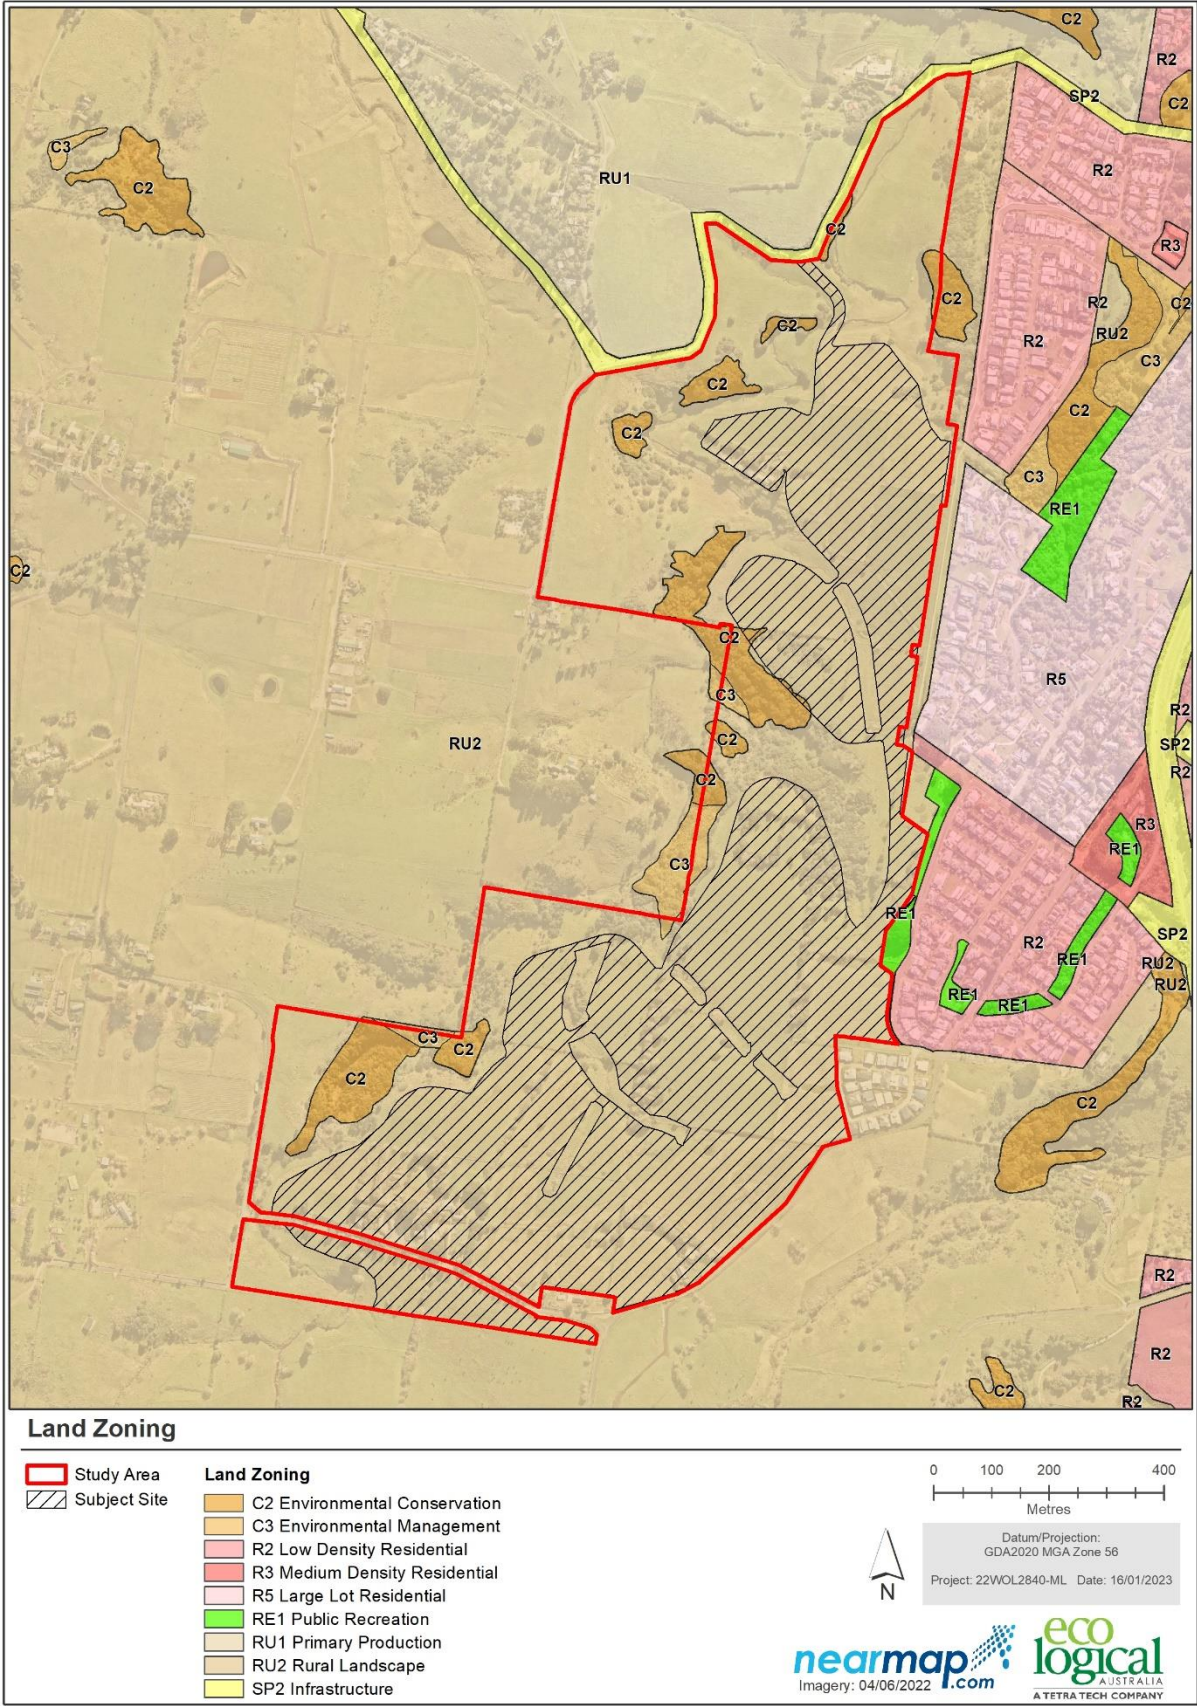 C2
R2
C2
SP2
C3
C2
RU1
R2
C2
R3
C2
R2
C2
RU2
C2
R2
C3
C2
C2
C2
C3
RE1
C2
C2
R5
C3
R2
RU2
C2
SP2
C2
R2
R3
RE1
C3
RE1
R2
SP2
RE1
RU2
RE1
RE1
RU2
C3
C2
C2
C2
R2
R2
C2
R2
Land Zoning
Study Area
Subject Site
Land Zoning
C2 Environmental Conservation
C3 Environmental Management
R2 Low Density Residential
R3 Medium Density Residential
R5 Large Lot Residential
RE1 Public Recreation
RU1 Primary Production
RU2 Rural Landscape
SP2 Infrastructure
0 100 200 400
Metres
N
Datum/Projection:
GDA2020 MGA Zone 56
Project: 22WOL2840-ML Date: 16/01/2023
nearmap.com
Imagery: 04/06/2022
eco
logical
AUSTRALIA
A TETRA TECH COMPANY